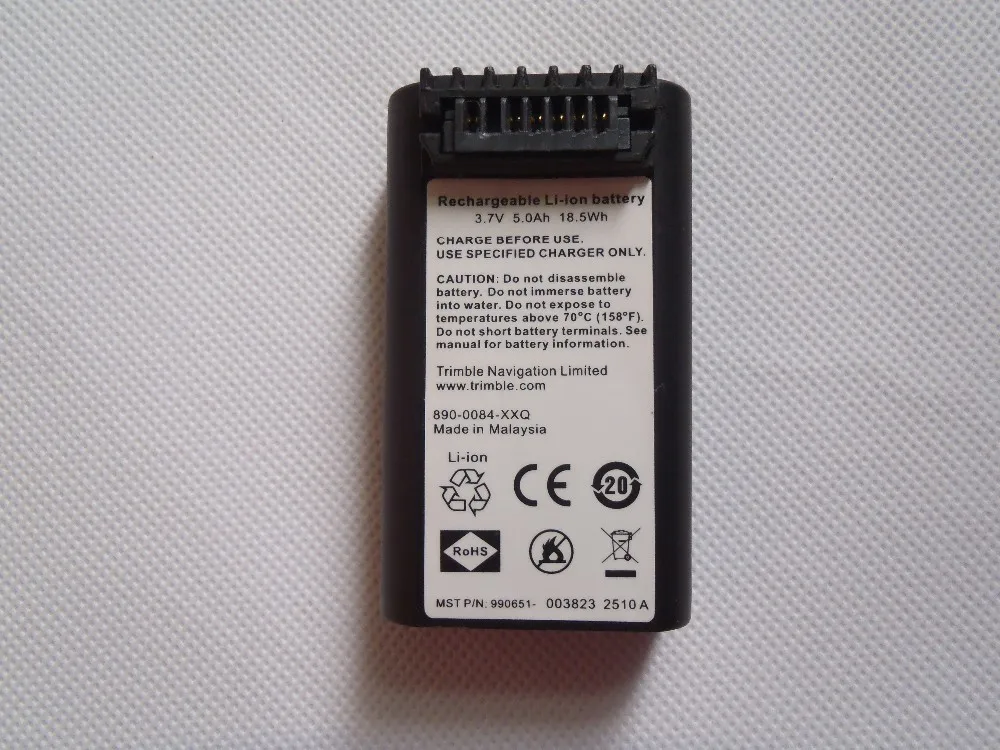 Rechargeable Li-ion battery
3.7V 5.0Ah 18.5Wh
CHARGE BEFORE USE.
USE SPECIFIED CHARGER ONLY.
CAUTION: Do not disassemble
battery. Do not immerse battery
into water. Do not expose to
temperatures above 70°C (158°F).
Do not short battery terminals. See
manual for battery information.
Trimble Navigation Limited
www.trimble.com
890-0084-XXQ
Made in Malaysia
Li-ion
CE
20
RoHS
MST P/N: 990651- 003823 2510 A